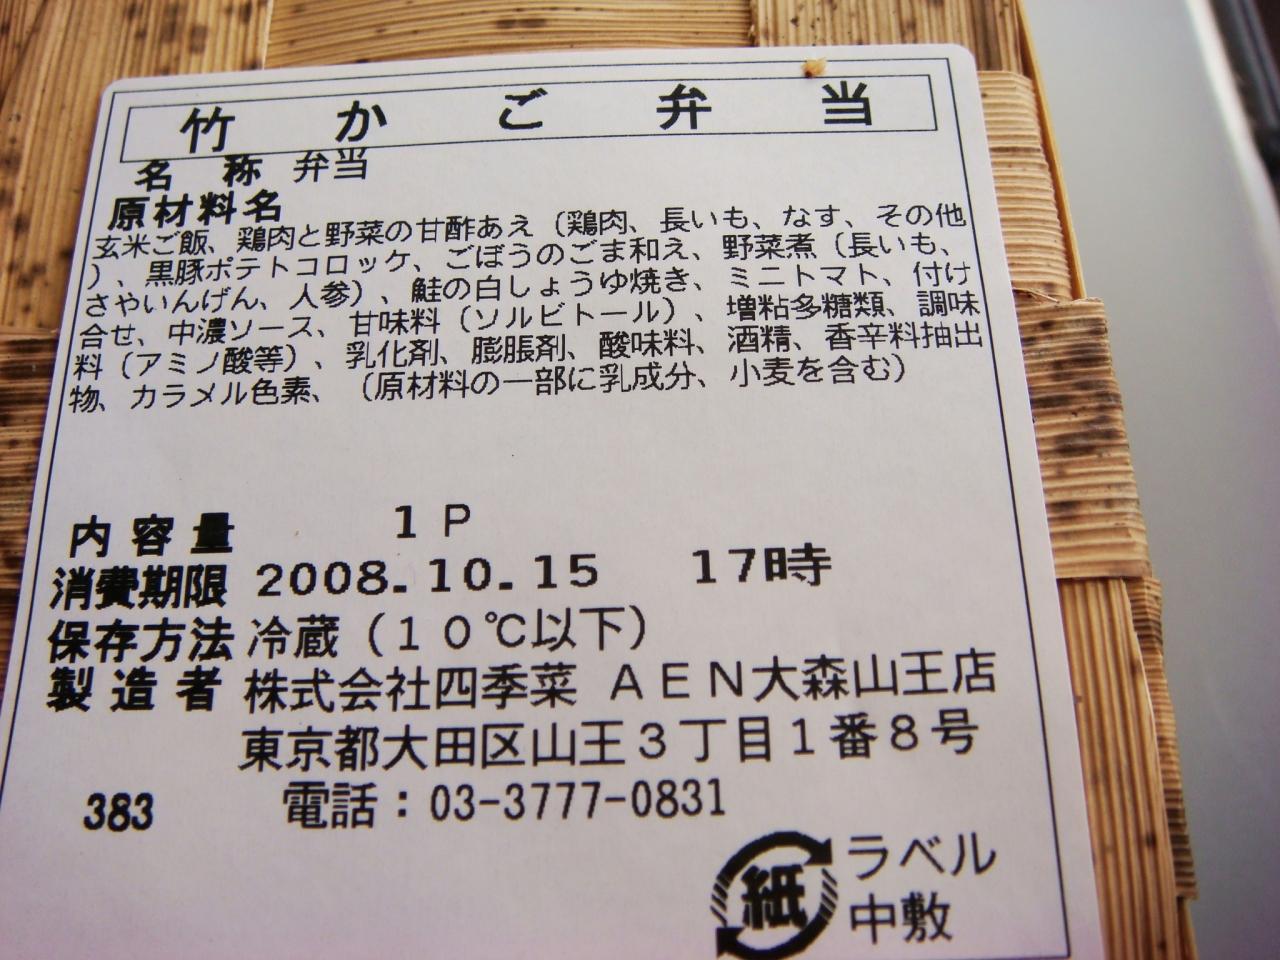 竹かご弁当
名称 弁当
原材料名
玄米ご飯、鶏肉と野菜の甘酢あえ（鶏肉、長いも、なす、その他
）、黒豚ポテトコロッケ、ごぼうのごま和え、野菜煮（長いも、
さやいんげん、人参）、鮭の白しょうゆ焼き、ミニトマト、付け
合せ、中濃ソース、甘味料（ソルビトール）、増粘多糖類、調味
料（アミノ酸等）、乳化剤、膨脹剤、酸味料、酒精、香辛料抽出
物、カラメル色素、（原材料の一部に乳成分、小麦を含む）
内容量 1P
消費期限 2008.10.15 17時
保存方法 冷蔵（１０℃以下）
製造者 株式会社四季菜 ＡＥＮ大森山王店
東京都大田区山王３丁目１番８号
383 電話：03-3777-0831
紙 ラベル
中敷